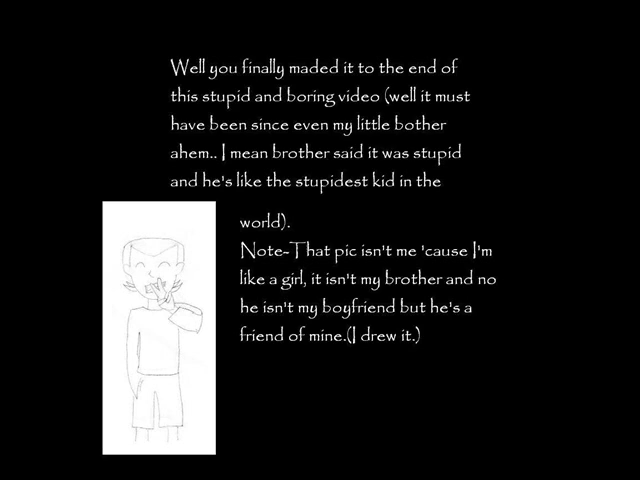 Well you finally maded it to the end of
this stupid and boring video (well it must
have been since even my little bother
ahem.. I mean brother said it was stupid
and he's like the stupidest kid in the
world).
Note-That pic isn't me 'cause I'm
like a girl, it isn't my brother and no
he isn't my boyfriend but he's a
friend of mine.(I drew it.)